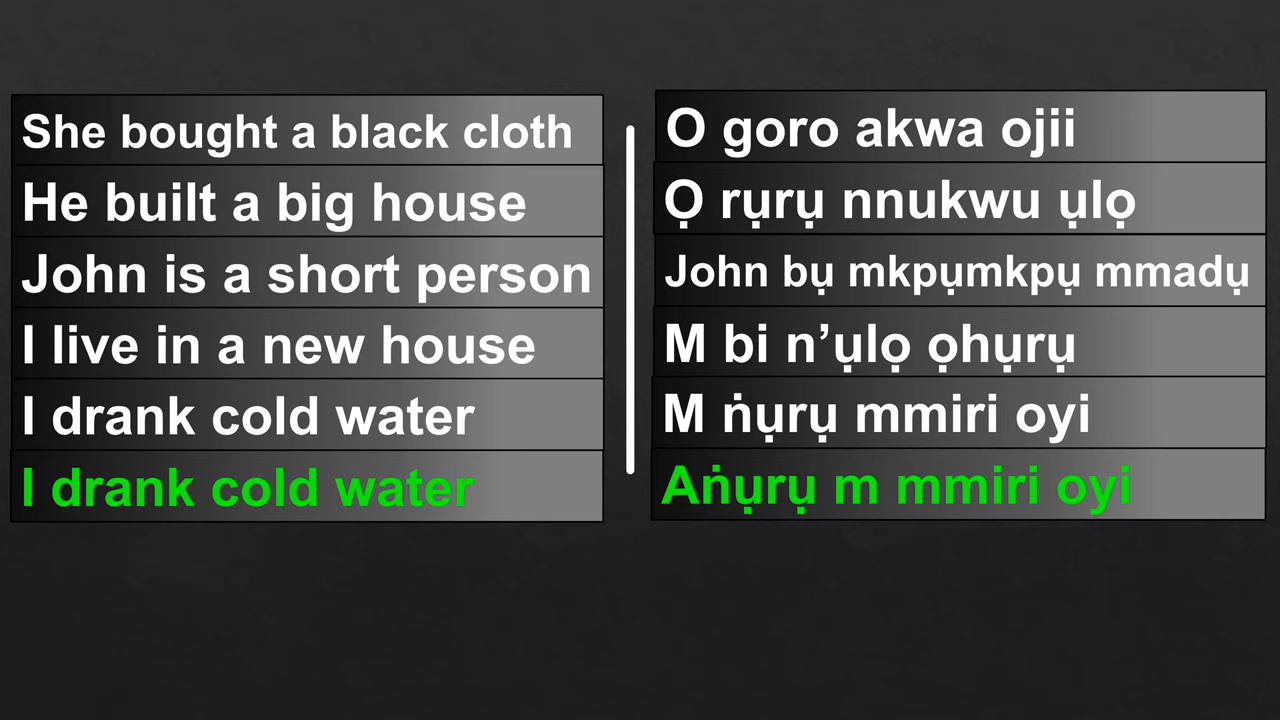 She bought a black cloth
He built a big house
John is a short person
I live in a new house
I drank cold water
I drank cold water
O goro akwa ojii
Ọ rụrụ nnukwu ụlọ
John bụ mkpụmkpụ mmadụ
M bi n’ụlọ ọhụrụ
M ṅụrụ mmiri oyi
Aṅụrụ m mmiri oyi